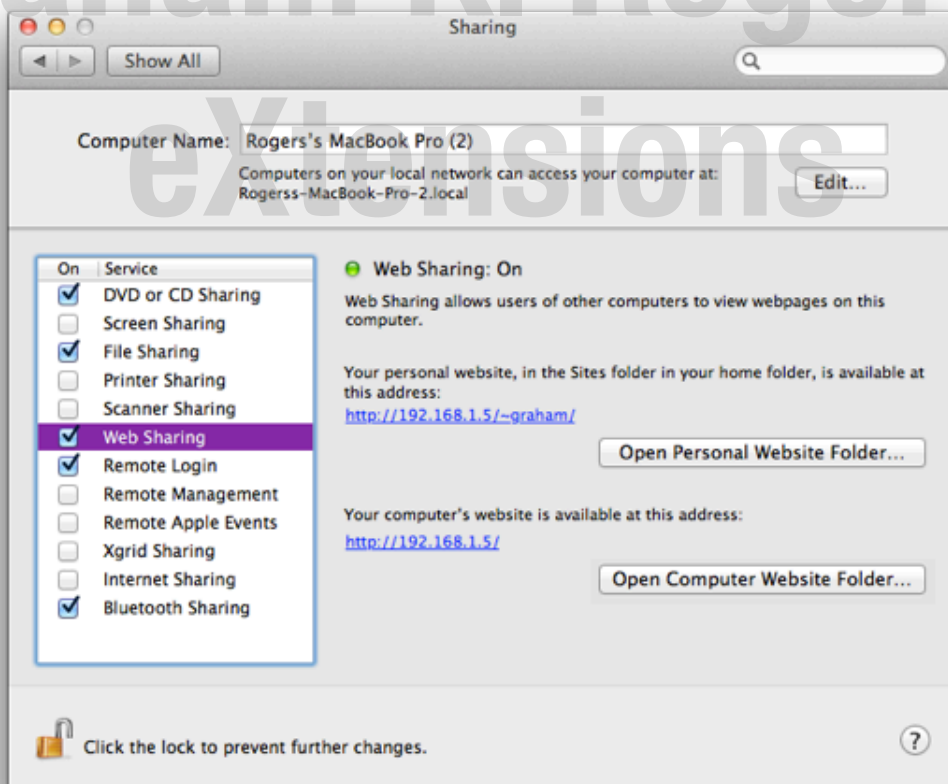 Sharing
Show All
eXtensions
Computer Name: Rogers's MacBook Pro (2)
Computers on your local network can access your computer at:
Rogerss-MacBook-Pro-2.local
Edit...
On Service
DVD or CD Sharing
Screen Sharing
File Sharing
Printer Sharing
Scanner Sharing
Web Sharing
Remote Login
Remote Management
Remote Apple Events
Xgrid Sharing
Internet Sharing
Bluetooth Sharing
Web Sharing: On
Web Sharing allows users of other computers to view webpages on this
computer.
Your personal website, in the Sites folder in your home folder, is available at
this address:
http://192.168.1.5/~graham/
Open Personal Website Folder...
Your computer's website is available at this address:
http://192.168.1.5/
Open Computer Website Folder...
Click the lock to prevent further changes.
?